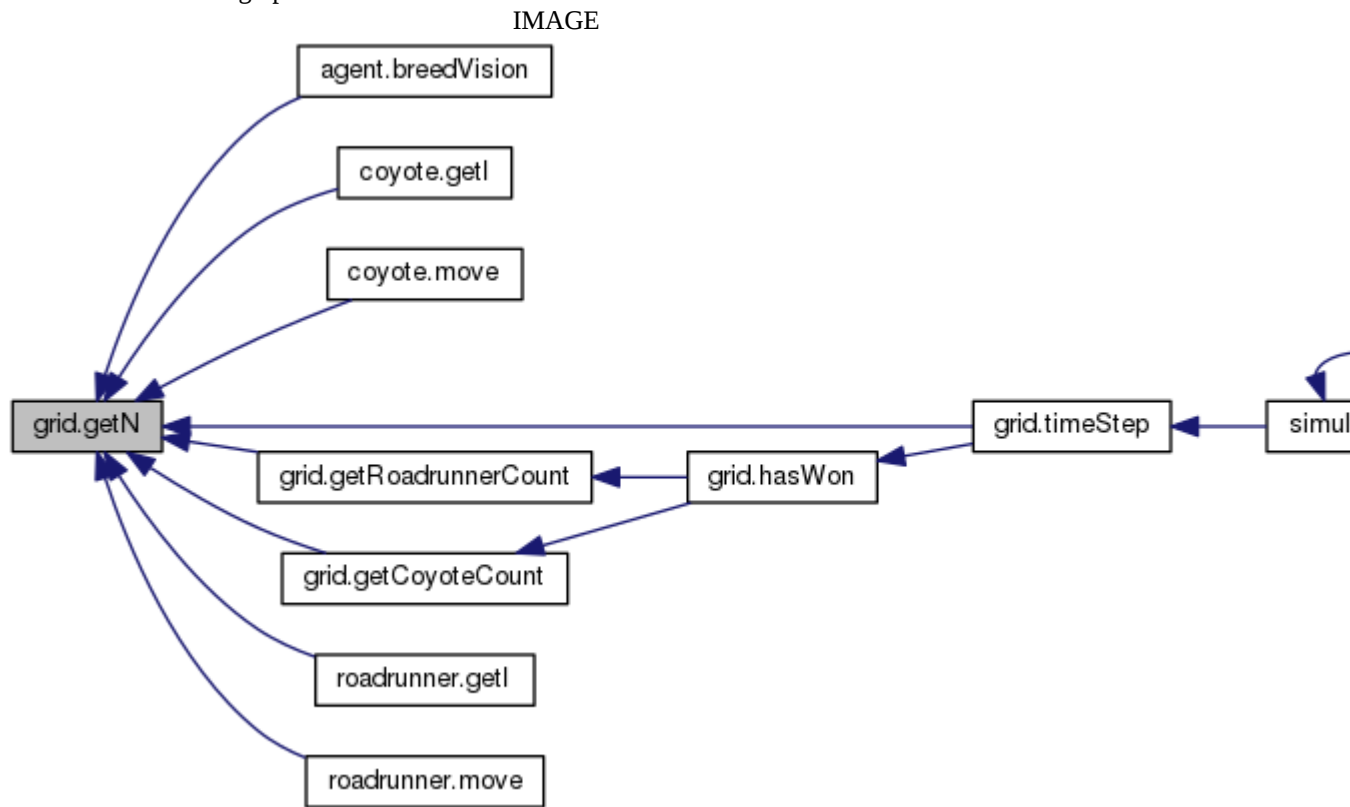 IMAGE
agent.breedVision
coyote.getI
coyote.move
grid.getN
grid.timeStep
simul
grid.getRoadrunnerCount
grid.hasWon
grid.getCoyoteCount
roadrunner.getI
roadrunner.move